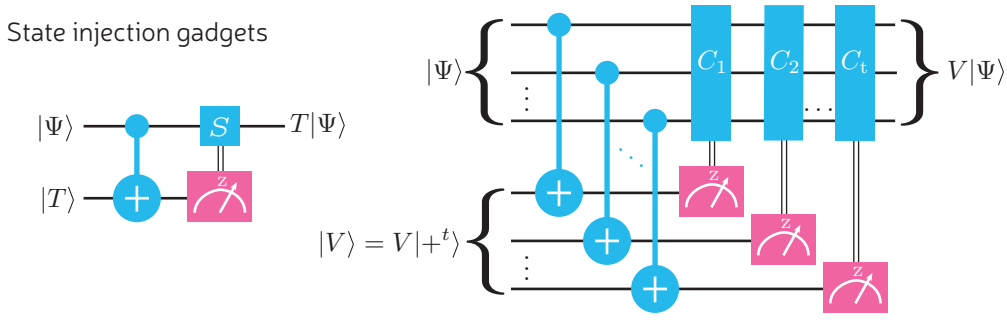 State injection gadgets
|Ψ⟩ S T|Ψ⟩
|T⟩ z
|Ψ⟩ C₁ C₂ ... Cₜ V|Ψ⟩
⋮
⋱
z
|V⟩ = V|+ᵗ⟩ z
⋮
z